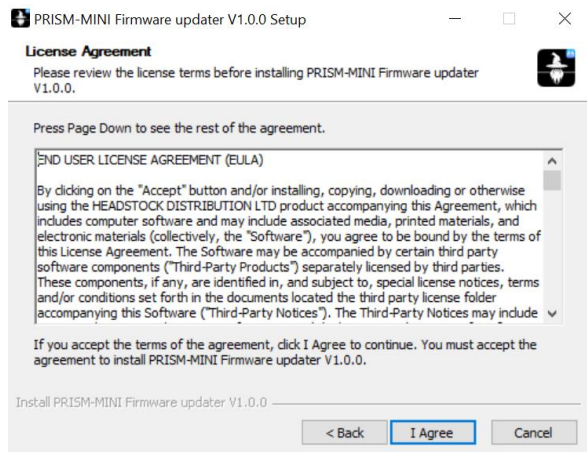 PRISM-MINI Firmware updater V1.0.0 Setup
License Agreement
Please review the license terms before installing PRISM-MINI Firmware updater
V1.0.0.
Press Page Down to see the rest of the agreement.
END USER LICENSE AGREEMENT (EULA)
By clicking on the "Accept" button and/or installing, copying, downloading or otherwise
using the HEADSTOCK DISTRIBUTION LTD product accompanying this Agreement, which
includes computer software and may include associated media, printed materials, and
electronic materials (collectively, the "Software"), you agree to be bound by the terms of
this License Agreement. The Software may be accompanied by certain third party
software components ("Third-Party Products") separately licensed by third parties.
These components, if any, are identified in, and subject to, special license notices, terms
and/or conditions set forth in the documents located the third party license folder
accompanying this Software ("Third-Party Notices"). The Third-Party Notices may include
If you accept the terms of the agreement, click I Agree to continue. You must accept the
agreement to install PRISM-MINI Firmware updater V1.0.0.
Install PRISM-MINI Firmware updater V1.0.0
< Back
I Agree
Cancel